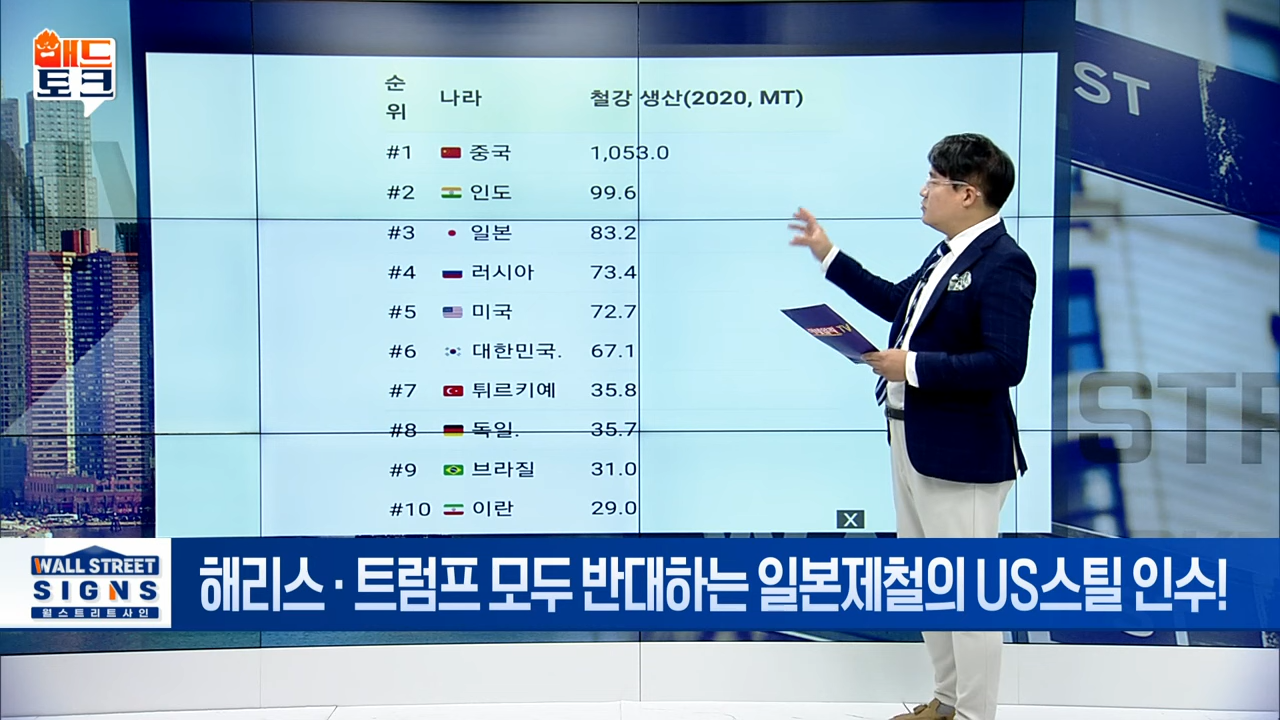 매드
토크
순위 나라 철강 생산(2020, MT)
#1 중국 1,053.0
#2 인도 99.6
#3 일본 83.2
#4 러시아 73.4
#5 미국 72.7
#6 대한민국. 67.1
#7 튀르키예 35.8
#8 독일. 35.7
#9 브라질 31.0
#10 이란 29.0
X
ST
STR
TV
WALL STREET
SIGNS
월스트리트사인
해리스·트럼프 모두 반대하는 일본제철의 US스틸 인수!